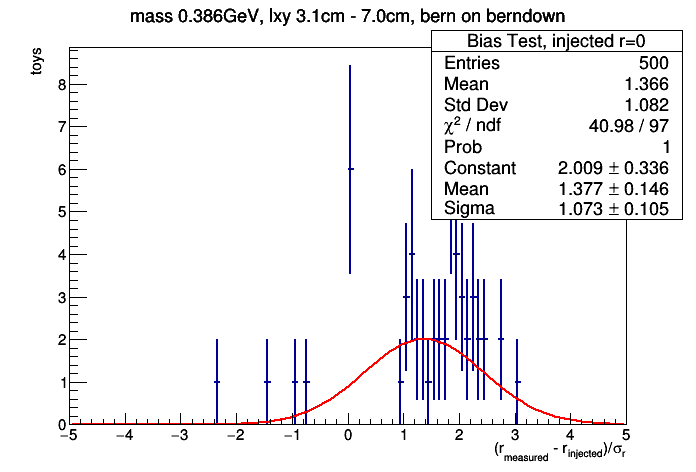 mass 0.386GeV, lxy 3.1cm - 7.0cm, bern on berndown
Bias Test, injected r=0
Entries 500
Mean 1.366
Std Dev 1.082
χ² / ndf 40.98 / 97
Prob 1
Constant 2.009 ± 0.336
Mean 1.377 ± 0.146
Sigma 1.073 ± 0.105
toys
8
7
6
5
4
3
2
1
0
−5 −4 −3 −2 −1 0 1 2 3 4 5
(r_measured - r_injected)/σ_r